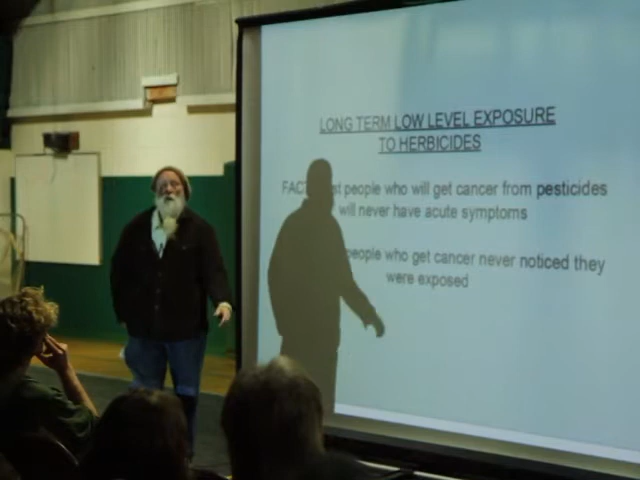 LONG TERM LOW LEVEL EXPOSURE
TO HERBICIDES
people who will get cancer from pesticides
will never have acute symptoms
people who get cancer never noticed they
were exposed